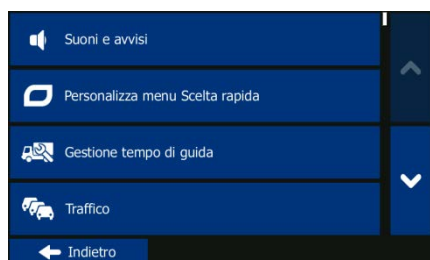 Suoni e avvisi
Personalizza menu Scelta rapida
Gestione tempo di guida
Traffico
Indietro